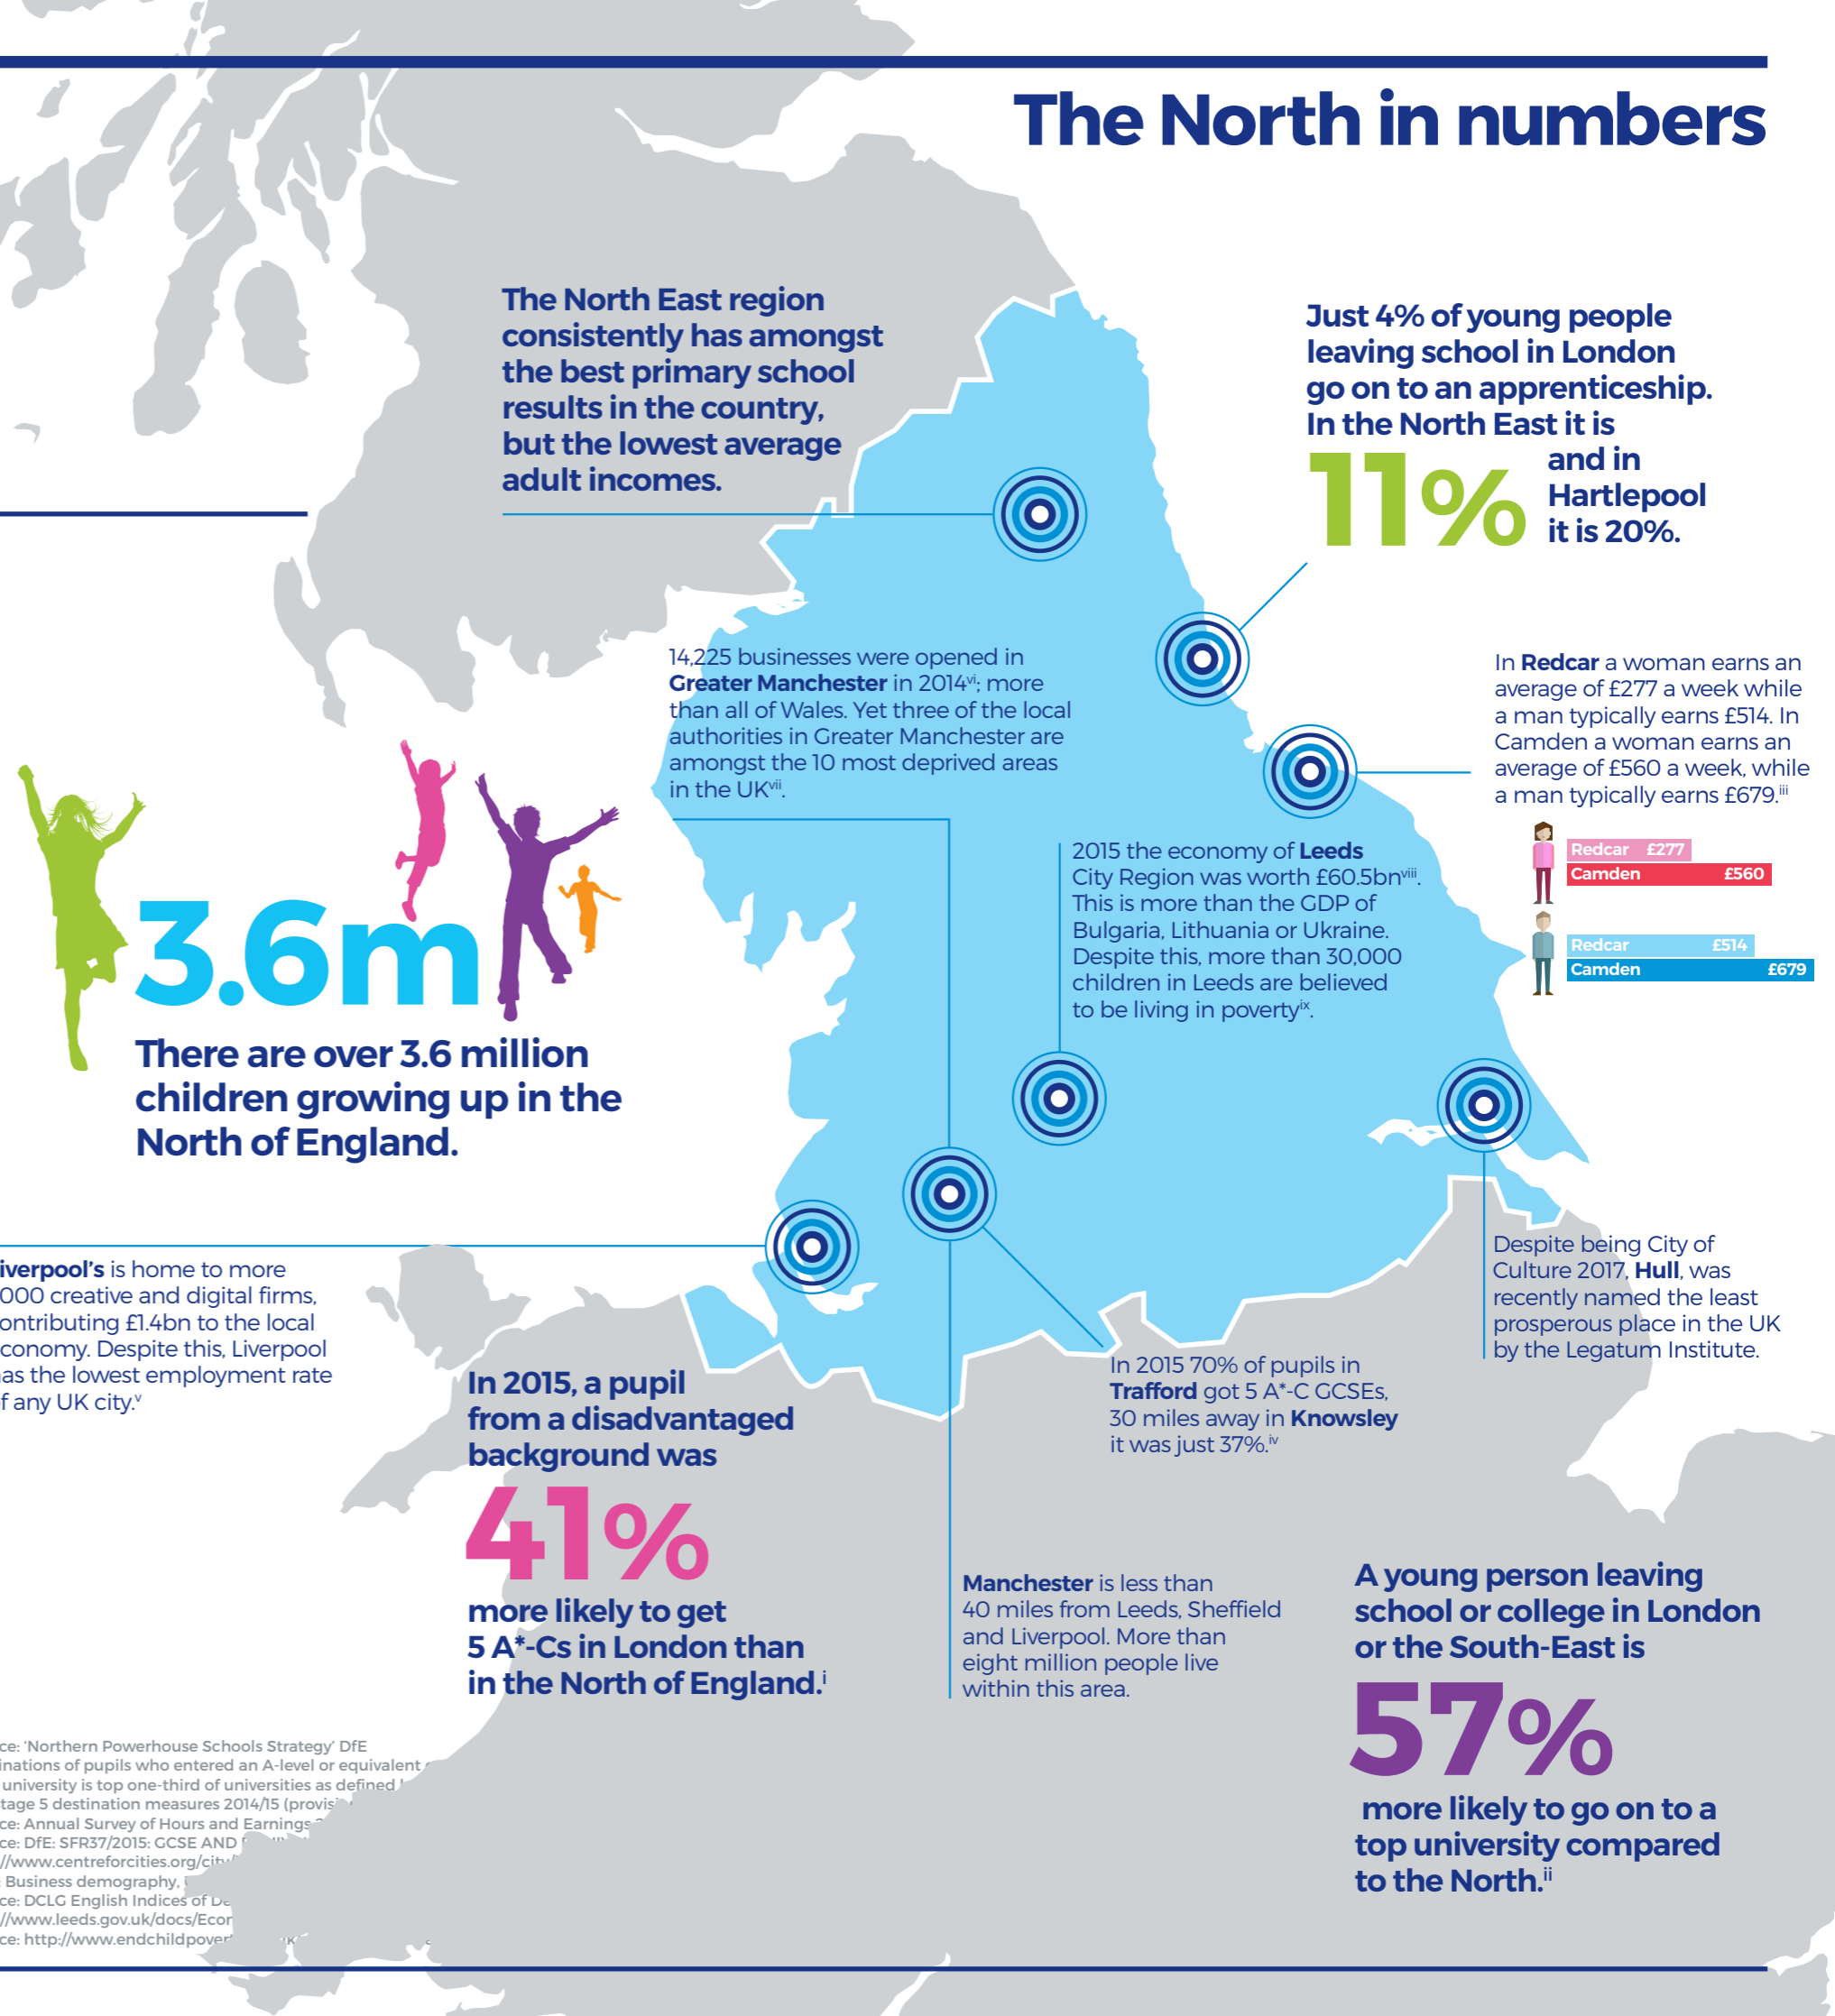 The North in numbers
The North East region
consistently has amongst
the best primary school
results in the country,
but the lowest average
adult incomes.
Just 4% of young people
leaving school in London
go on to an apprenticeship.
In the North East it is
11%
and in
Hartlepool
it is 20%.
14,225 businesses were opened in
Greater Manchester in 2014vi; more
than all of Wales. Yet three of the local
authorities in Greater Manchester are
amongst the 10 most deprived areas
in the UKvii.
In Redcar a woman earns an
average of £277 a week while
a man typically earns £514. In
Camden a woman earns an
average of £560 a week, while
a man typically earns £679.iii
Redcar £277
Camden £560
Redcar £514
Camden £679
2015 the economy of Leeds
City Region was worth £60.5bnviii.
This is more than the GDP of
Bulgaria, Lithuania or Ukraine.
Despite this, more than 30,000
children in Leeds are believed
to be living in povertyix.
3.6m
There are over 3.6 million
children growing up in the
North of England.
iverpool's is home to more
000 creative and digital firms,
ontributing £1.4bn to the local
conomy. Despite this, Liverpool
as the lowest employment rate
f any UK city.v
Despite being City of
Culture 2017, Hull, was
recently named the least
prosperous place in the UK
by the Legatum Institute.
In 2015 70% of pupils in
Trafford got 5 A*-C GCSEs,
30 miles away in Knowsley
it was just 37%.iv
In 2015, a pupil
from a disadvantaged
background was
41%
more likely to get
5 A*-Cs in London than
in the North of England.i
Manchester is less than
40 miles from Leeds, Sheffield
and Liverpool. More than
eight million people live
within this area.
A young person leaving
school or college in London
or the South-East is
57%
more likely to go on to a
top university compared
to the North.ii
ce: 'Northern Powerhouse Schools Strategy' DfE
inations of pupils who entered an A-level or equivalent
university is top one-third of universities as defined
tage 5 destination measures 2014/15
ce: Annual Survey of Hours and Earnings
ce: DfE: SFR37/2015: GCSE AND
//www.centreforcities.org/city/
: Business demography,
ce: DCLG English Indices of
//www.leeds.gov.uk/docs/
ce: http://www.endchildpover